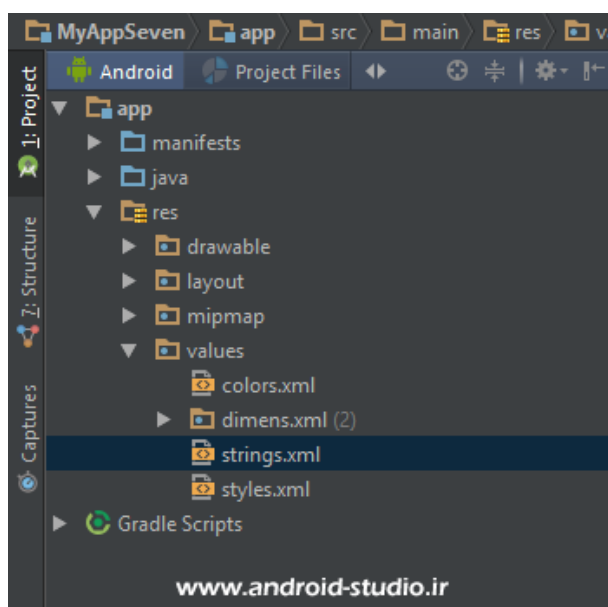 MyAppSeven app src main res v
Android Project Files
1: Project
app
manifests
java
res
drawable
layout
mipmap
values
colors.xml
dimens.xml (2)
strings.xml
styles.xml
Gradle Scripts
7: Structure
Captures
www.android-studio.ir